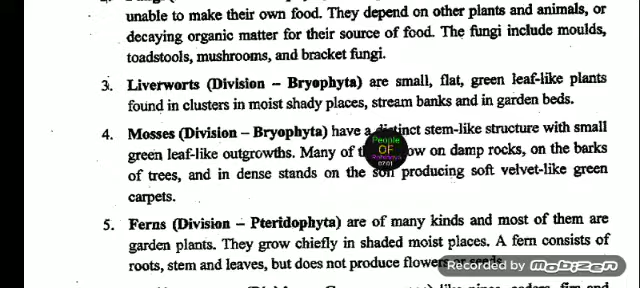 unable to make their own food. They depend on other plants and animals, or
decaying organic matter for their source of food. The fungi include moulds,
toadstools, mushrooms, and bracket fungi.
3. Liverworts (Division – Bryophyta) are small, flat, green leaf-like plants
found in clusters in moist shady places, stream banks and in garden beds.
4. Mosses (Division – Bryophyta) have a distinct stem-like structure with small
green leaf-like outgrowths. Many of ow on damp rocks, on the barks
of trees, and in dense stands on the soil producing soft velvet-like green
carpets.
People
OF
07:01
5. Ferns (Division – Pteridophyta) are of many kinds and most of them are
garden plants. They grow chiefly in shaded moist places. A fern consists of
roots, stem and leaves, but does not produce flowers or seeds.
Recorded by mobizen